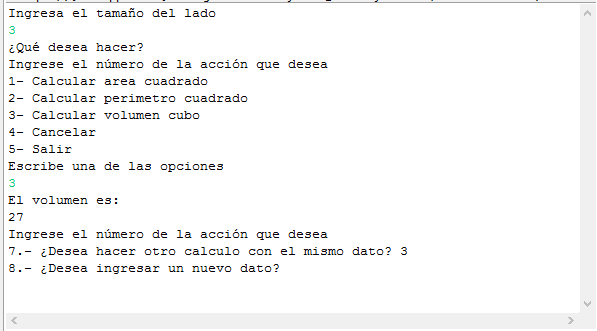 Ingresa el tamaño del lado
3
¿Qué desea hacer?
Ingrese el número de la acción que desea
1- Calcular area cuadrado
2- Calcular perimetro cuadrado
3- Calcular volumen cubo
4- Cancelar
5- Salir
Escribe una de las opciones
3
El volumen es:
27
Ingrese el número de la acción que desea
7.- ¿Desea hacer otro calculo con el mismo dato? 3
8.- ¿Desea ingresar un nuevo dato?